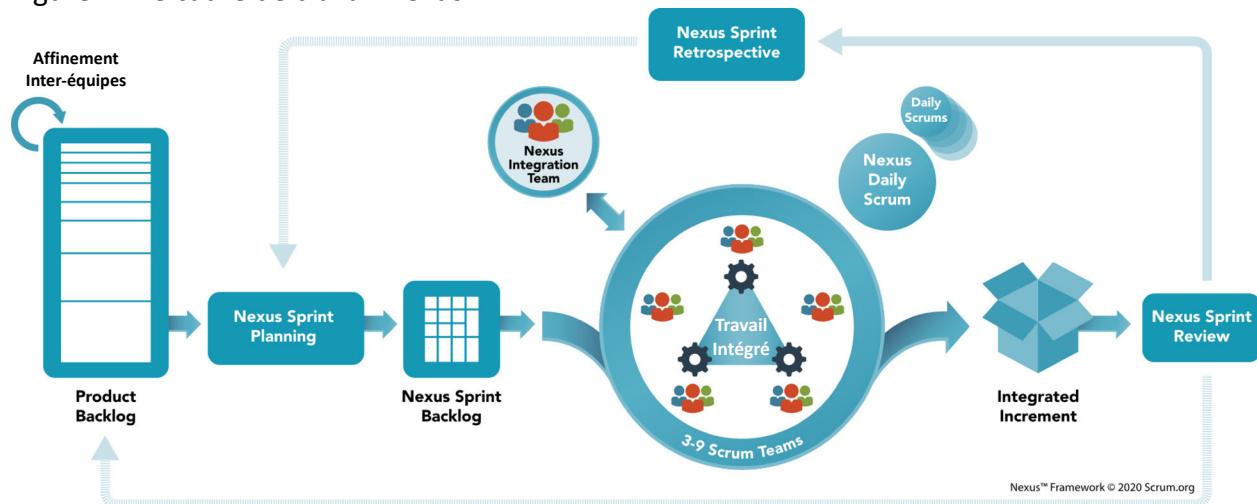 Nexus Sprint
Retrospective
Affinement
Inter-équipes
Daily
Scrums
Nexus
Integration
Team
Nexus
Daily
Scrum
Nexus Sprint
Planning
Travail
Intégré
Nexus Sprint
Review
Product
Backlog
Nexus Sprint
Backlog
Integrated
Increment
3-9 Scrum Teams
Nexus™ Framework © 2020 Scrum.org